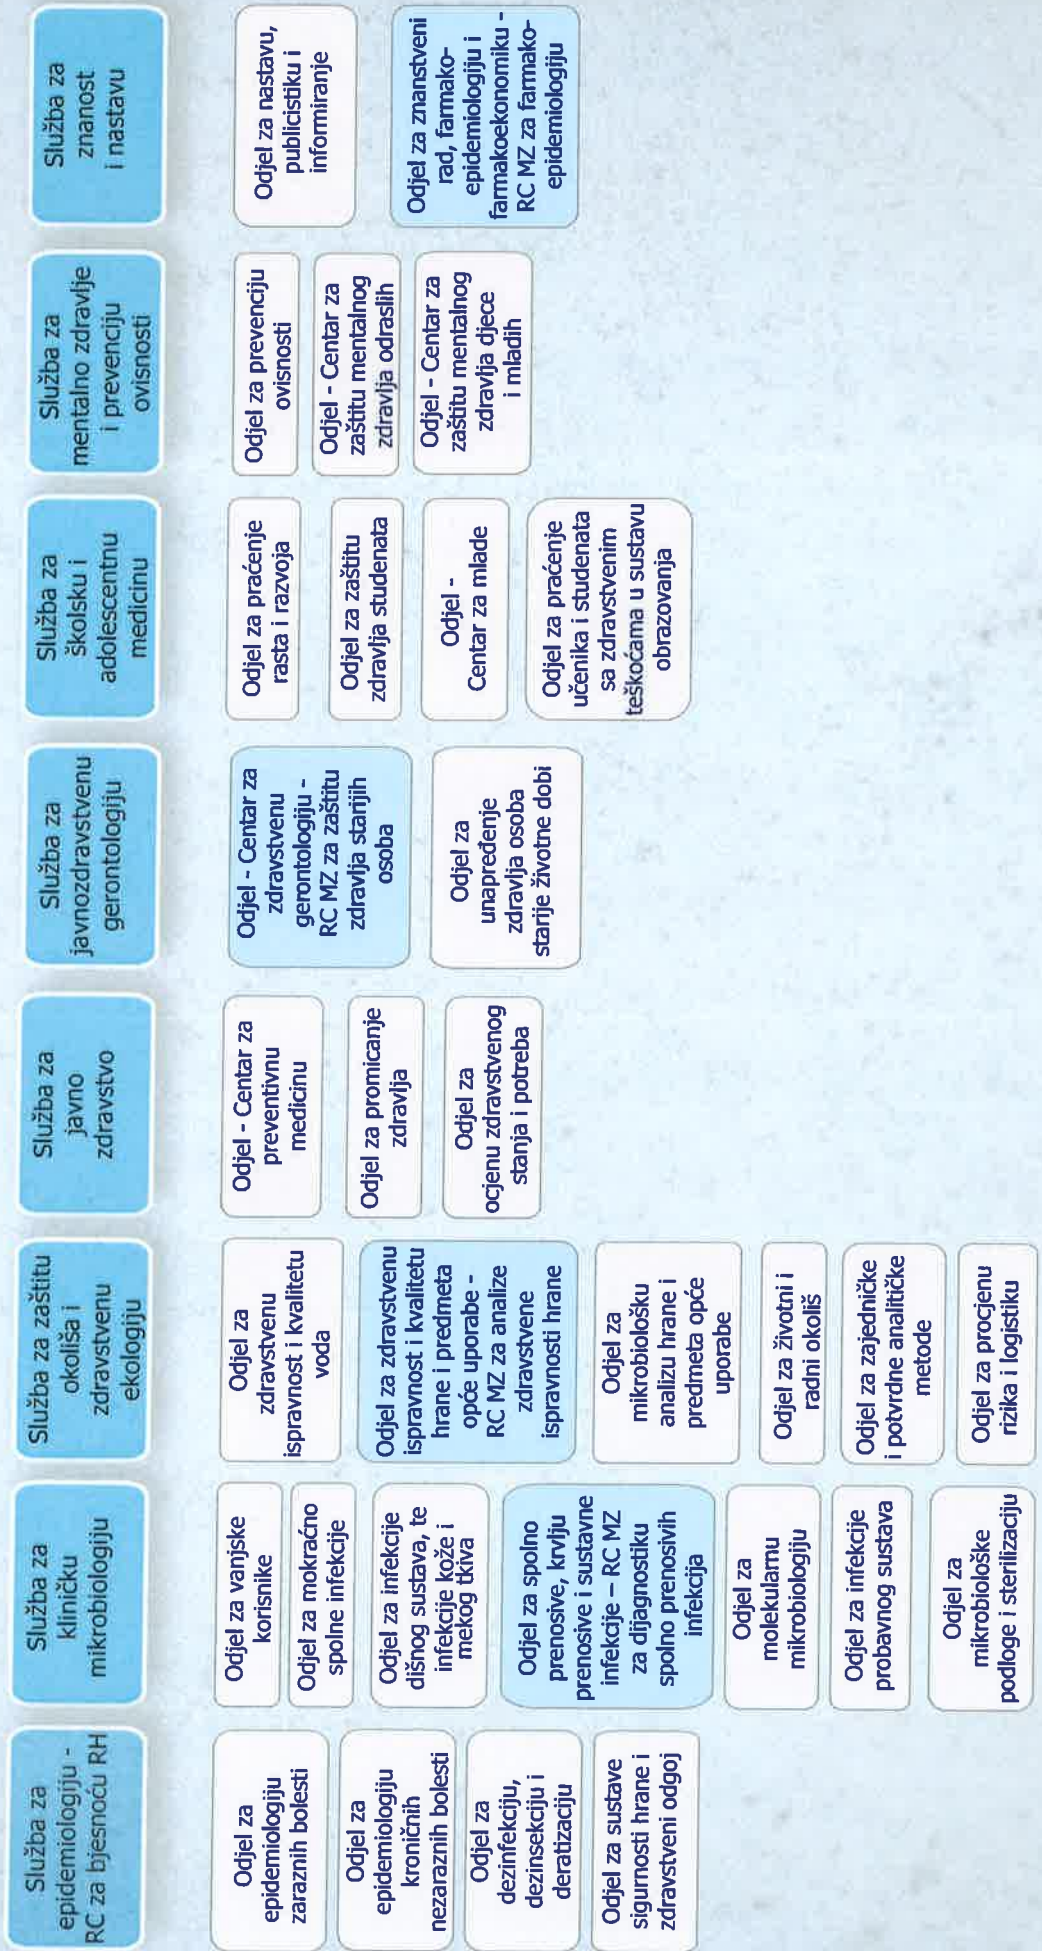 Služba za
epidemiologiju -
RC za bjesnoću RH
Odjel za
epidemiologiju
zaraznih bolesti
Odjel za
epidemiologiju
kroničnih
nezaraznih bolesti
Odjel za
dezinfekciju,
dezinsekciju i
deratizaciju
Odjel za sustave
sigurnosti hrane i
zdravstveni odgoj
Služba za
kliničku
mikrobiologiju
Odjel za vanjske
korisnike
Odjel za mokraćno
spolne infekcije
Odjel za infekcije
dišnog sustava, te
infekcije kože i
mekog tkiva
Odjel za spolno
prenosive, krvlju
prenosive i sustavne
infekcije – RC MZ
za dijagnostiku
spolno prenosivih
infekcija
Odjel za
molekularnu
mikrobiologiju
Odjel za infekcije
probavnog sustava
Odjel za
mikrobiološke
podloge i sterilizaciju
Služba za zaštitu
okoliša i
zdravstvenu
ekologiju
Odjel za
zdravstvenu
ispravnost i kvalitetu
voda
Odjel za zdravstvenu
ispravnost i kvalitetu
hrane i predmeta
opće uporabe -
RC MZ za analize
zdravstvene
ispravnosti hrane
Odjel za
mikrobiološku
analizu hrane i
predmeta opće
uporabe
Odjel za životni i
radni okoliš
Odjel za zajedničke
i potvrdne analitičke
metode
Odjel za procjenu
rizika i logistiku
Služba za
javno
zdravstvo
Odjel - Centar za
preventivnu
medicinu
Odjel za promicanje
zdravlja
Odjel za
ocjenu zdravstvenog
stanja i potreba
Služba za
javnozdravstvenu
gerontologiju
Odjel - Centar za
zdravstvenu
gerontologiju -
RC MZ za zaštitu
zdravlja starijih
osoba
Odjel za
unapređenje
zdravlja osoba
starije životne dobi
Služba za
školsku i
adolescentnu
medicinu
Odjel za praćenje
rasta i razvoja
Odjel za zaštitu
zdravlja studenata
Odjel -
Centar za mlade
Odjel za praćenje
učenika i studenata
sa zdravstvenim
teškoćama u sustavu
obrazovanja
Služba za
mentalno zdravlje
i prevenciju
ovisnosti
Odjel za prevenciju
ovisnosti
Odjel - Centar za
zaštitu mentalnog
zdravlja odraslih
Odjel - Centar za
zaštitu mentalnog
zdravlja djece
i mladih
Služba za
znanost
i nastavu
Odjel za nastavu,
publicistiku i
informiranje
Odjel za znanstveni
rad, farmako-
epidemiologiju i
farmakoekonomiku -
RC MZ za farmako-
epidemiologiju